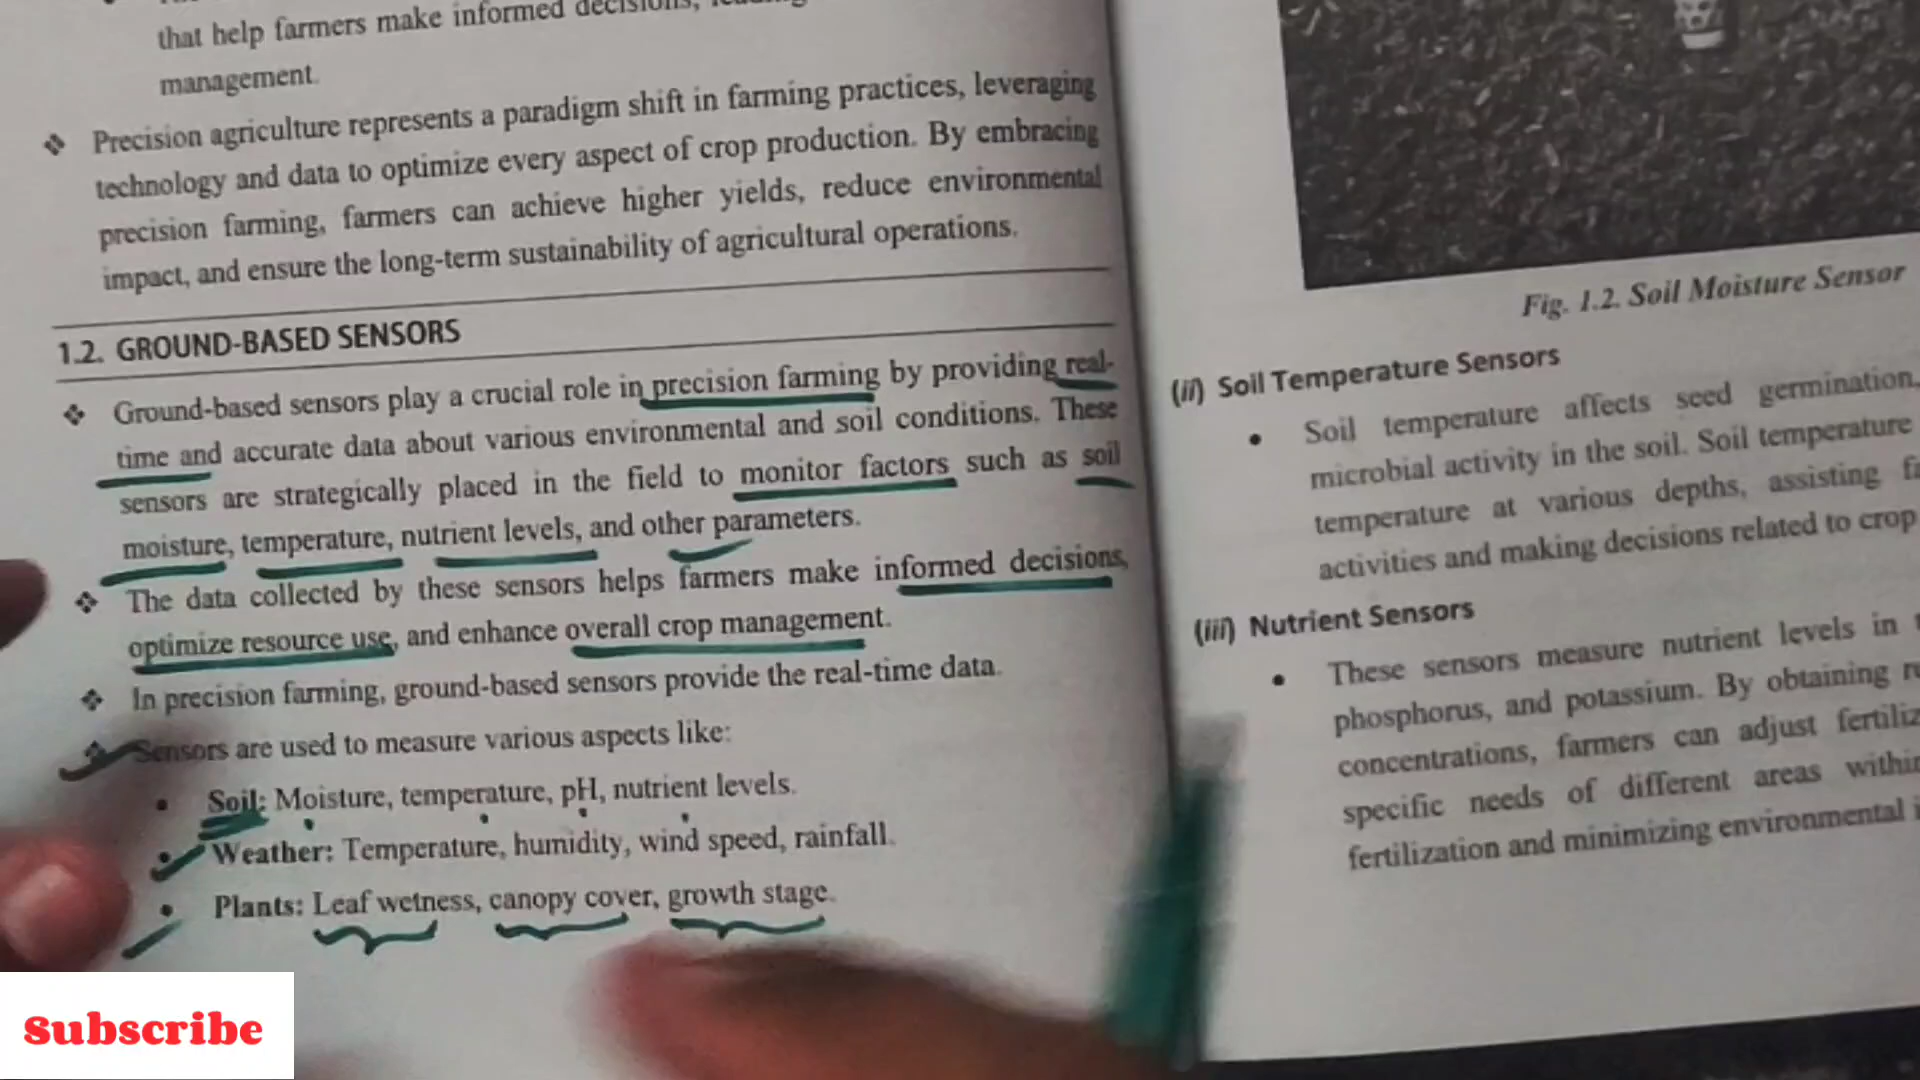 that help farmers make informed decisions,
management.
❖ Precision agriculture represents a paradigm shift in farming practices, leveraging
technology and data to optimize every aspect of crop production. By embracing
precision farming, farmers can achieve higher yields, reduce environmental
impact, and ensure the long-term sustainability of agricultural operations.
1.2. GROUND-BASED SENSORS
❖ Ground-based sensors play a crucial role in precision farming by providing real-
time and accurate data about various environmental and soil conditions. These
sensors are strategically placed in the field to monitor factors such as soil
moisture, temperature, nutrient levels, and other parameters.
❖ The data collected by these sensors helps farmers make informed decisions,
optimize resource use, and enhance overall crop management.
❖ In precision farming, ground-based sensors provide the real-time data.
❖ Sensors are used to measure various aspects like:
• Soil: Moisture, temperature, pH, nutrient levels.
• Weather: Temperature, humidity, wind speed, rainfall.
• Plants: Leaf wetness, canopy cover, growth stage.
Fig. 1.2. Soil Moisture Sensor
(ii) Soil Temperature Sensors
• Soil temperature affects seed germination,
microbial activity in the soil. Soil temperature
temperature at various depths, assisting
activities and making decisions related to crop
(iii) Nutrient Sensors
• These sensors measure nutrient levels in
phosphorus, and potassium. By obtaining
concentrations, farmers can adjust
specific needs of different areas within
fertilization and minimizing environmental
Subscribe